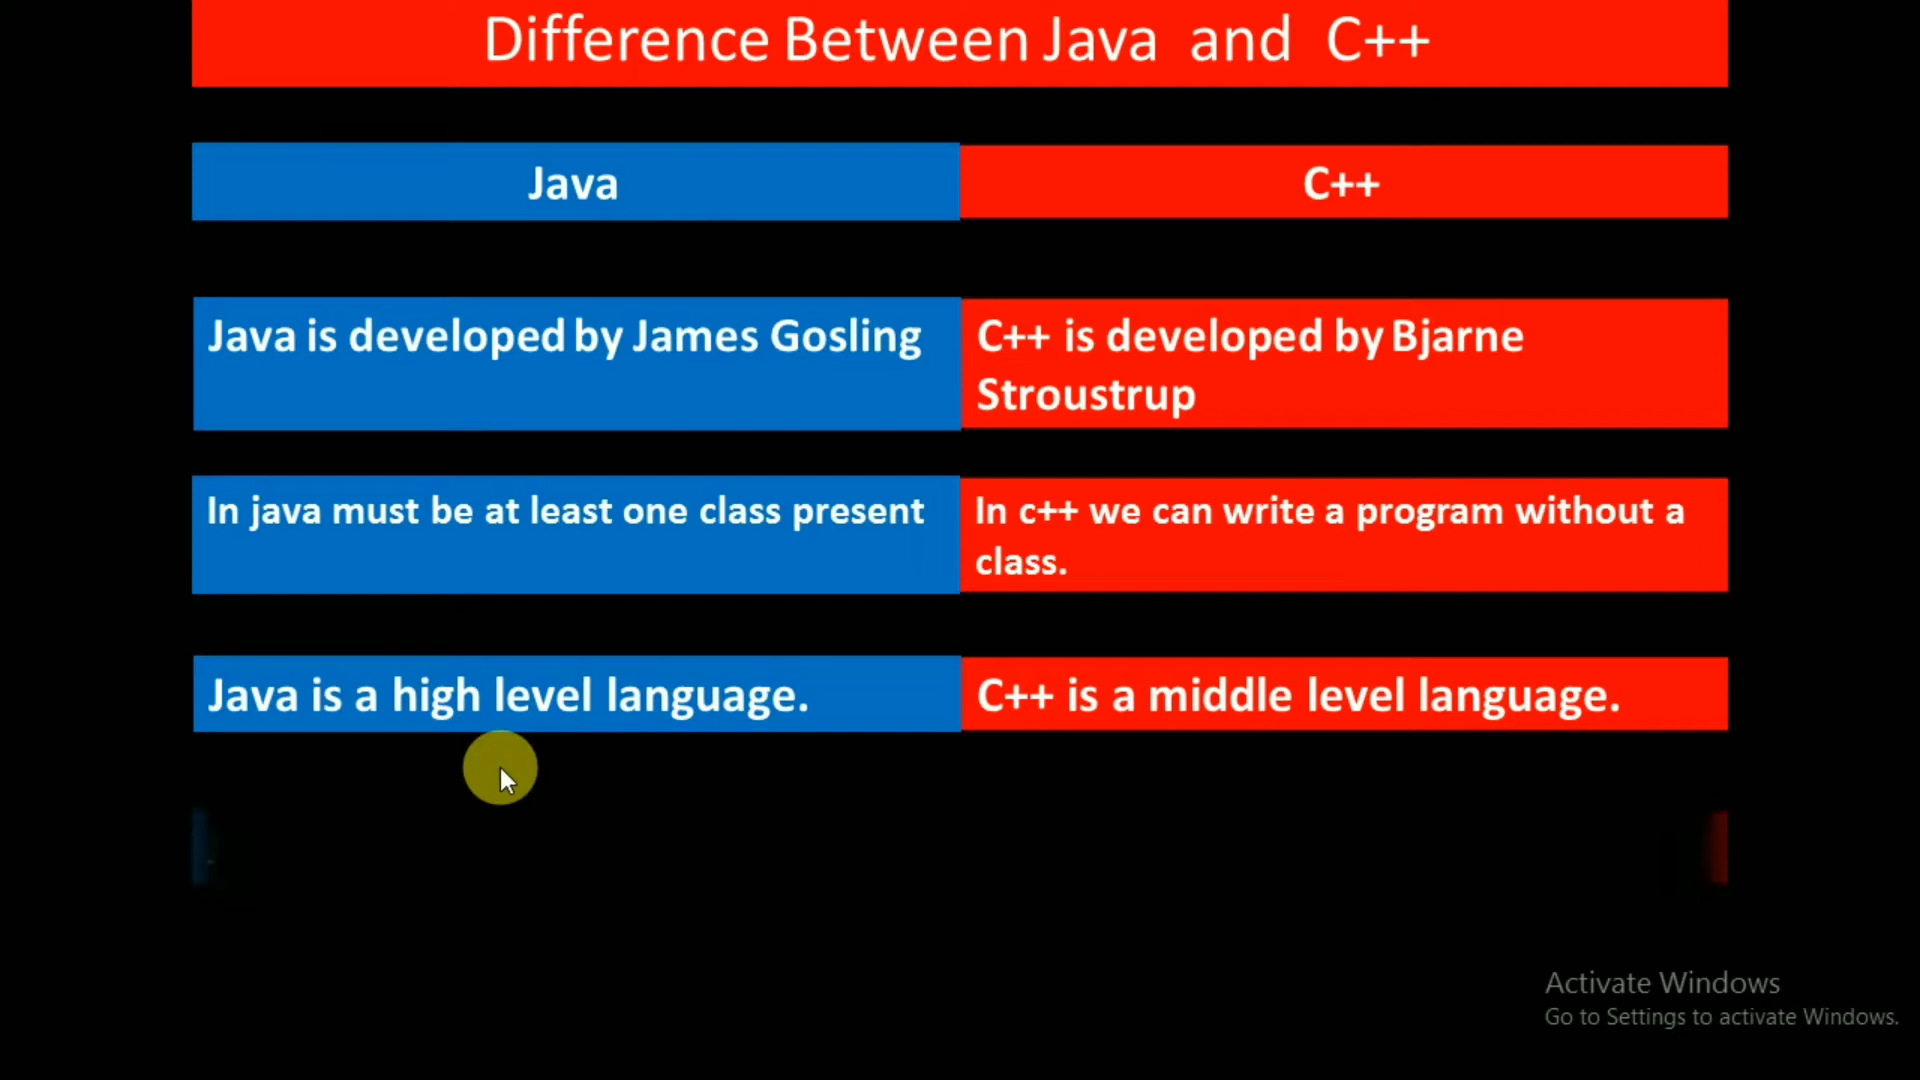 Difference Between Java and C++
Java
C++
Java is developed by James Gosling
C++ is developed by Bjarne
Stroustrup
In java must be at least one class present
In c++ we can write a program without a
class.
Java is a high level language.
C++ is a middle level language.
Activate Windows
Go to Settings to activate Windows.